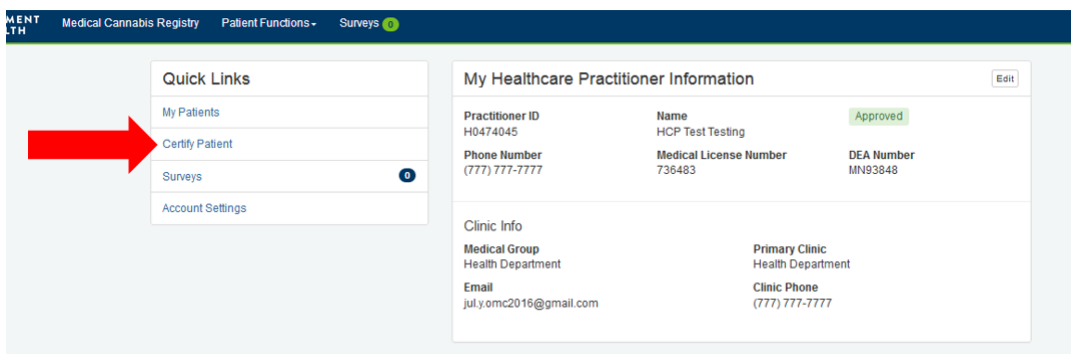 Medical Cannabis Registry Patient Functions Surveys 0
Quick Links
My Patients
Certify Patient
Surveys 0
Account Settings
My Healthcare Practitioner Information Edit
Practitioner ID Name Approved
H0474045 HCP Test Testing
Phone Number Medical License Number DEA Number
(777) 777-7777 736483 MN93848
Clinic Info
Medical Group Primary Clinic
Health Department Health Department
Email Clinic Phone
jul.y.omc2016@gmail.com (777) 777-7777